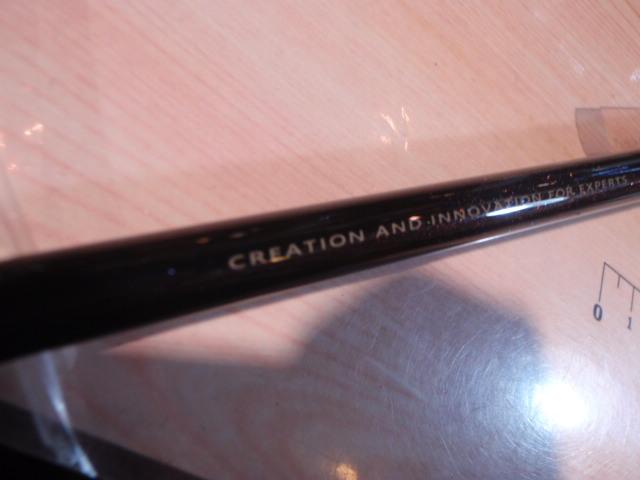 CREATION AND INNOVATION FOR EXPERTS
0 1